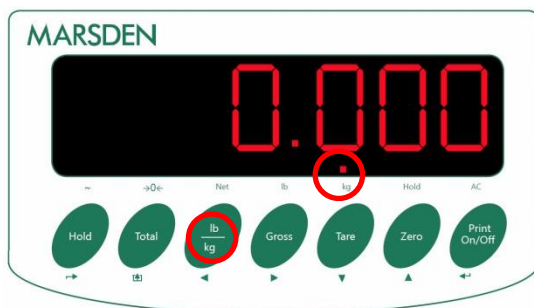 MARSDEN
0.000
~ →0← Net lb kg Hold AC
Hold Total lb Gross Tare Zero Print
kg On/Off